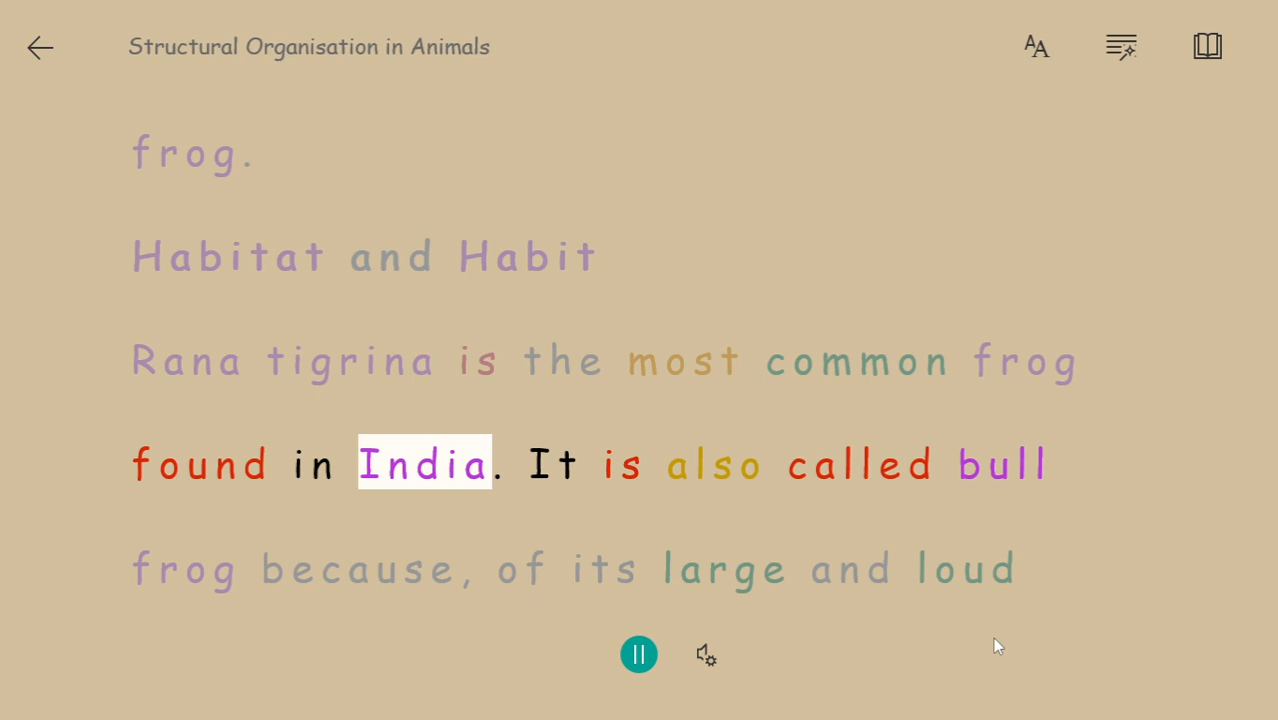 Structural Organisation in Animals
frog.
Habitat and Habit
Rana tigrina is the most common frog
found in India. It is also called bull
frog because, of its large and loud